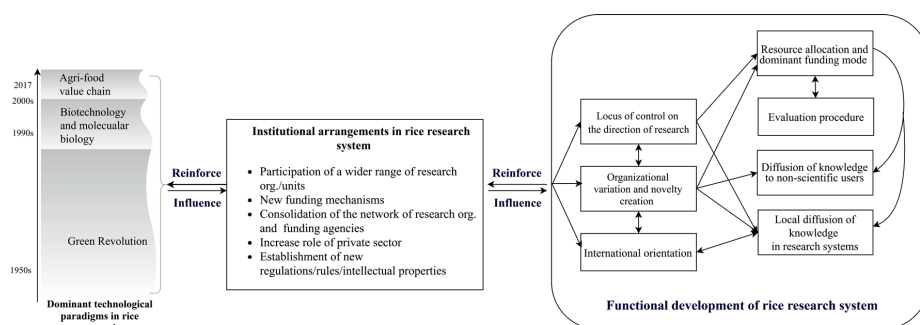 2017
2000s
1990s
1950s
Agri-food
value chain
Biotechnology
and molecular
biology
Green Revolution
Dominant technological
paradigms in rice
Reinforce
Influence
Institutional arrangements in rice research
system
• Participation of a wider range of research
org./units
• New funding mechanisms
• Consolidation of the network of research org.
and funding agencies
• Increase role of private sector
• Establishment of new
regulations/rules/intellectual properties
Reinforce
Influence
Locus of control on
the direction of research
Organizational
variation and novelty
creation
International orientation
Resource allocation and
dominant funding mode
Evaluation procedure
Diffusion of knowledge
to non-scientific users
Local diffusion of
knowledge
in research systems
Functional development of rice research system